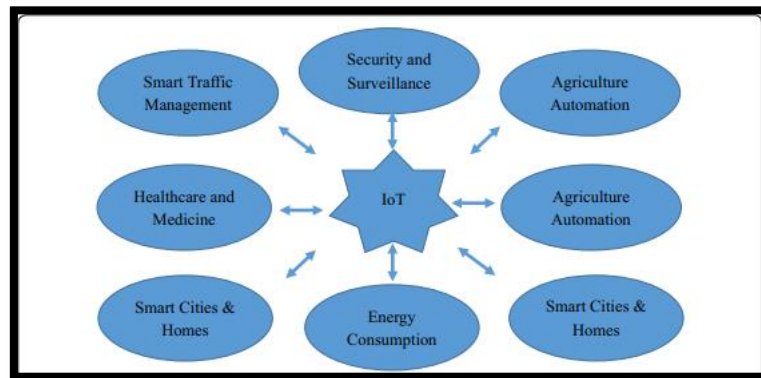 Smart Traffic
Management
Security and
Surveillance
Agriculture
Automation
Healthcare and
Medicine
IoT
Agriculture
Automation
Smart Cities &
Homes
Energy
Consumption
Smart Cities &
Homes